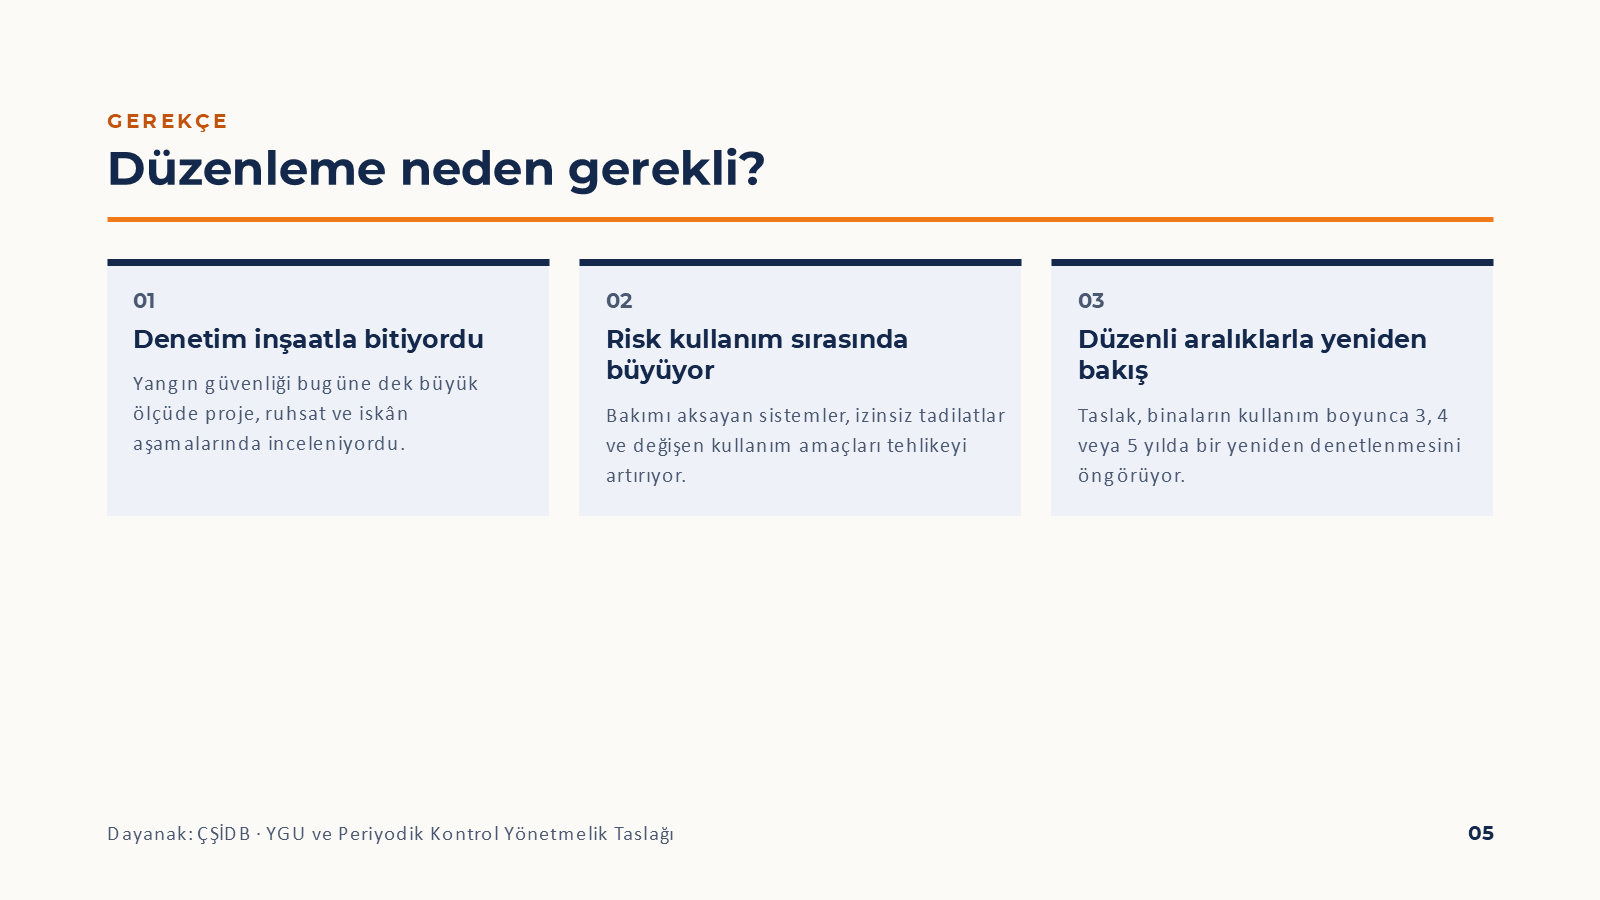 GEREKÇE
Düzenleme neden gerekli?
01
Denetim inşaatla bitiyordu
Yangın güvenliği bugüne dek büyük
ölçüde proje, ruhsat ve iskân
aşamalarında inceleniyordu.
02
Risk kullanım sırasında
büyüyor
Bakımı aksayan sistemler, izinsiz tadilatlar
ve değişen kullanım amaçları tehlikeyi
artırıyor.
03
Düzenli aralıklarla yeniden
bakış
Taslak, binaların kullanım boyunca 3, 4
veya 5 yılda bir yeniden denetlenmesini
öngörüyor.
Dayanak: ÇŞİDB · YGU ve Periyodik Kontrol Yönetmelik Taslağı
05